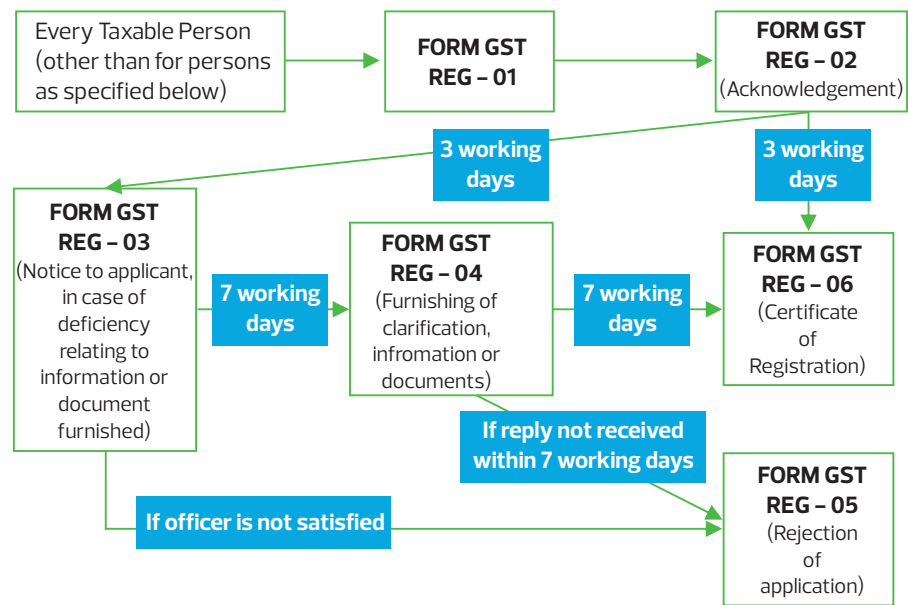 Every Taxable Person
(other than for persons
as specified below)
FORM GST
REG – 01
FORM GST
REG – 02
(Acknowledgement)
3 working
days
3 working
days
FORM GST
REG – 03
(Notice to applicant,
in case of
deficiency
relating to
information or
document
furnished)
7 working
days
FORM GST
REG – 04
(Furnishing of
clarification,
infromation or
documents)
7 working
days
FORM GST
REG – 06
(Certificate
of
Registration)
If reply not received
within 7 working days
If officer is not satisfied
FORM GST
REG – 05
(Rejection
of
application)